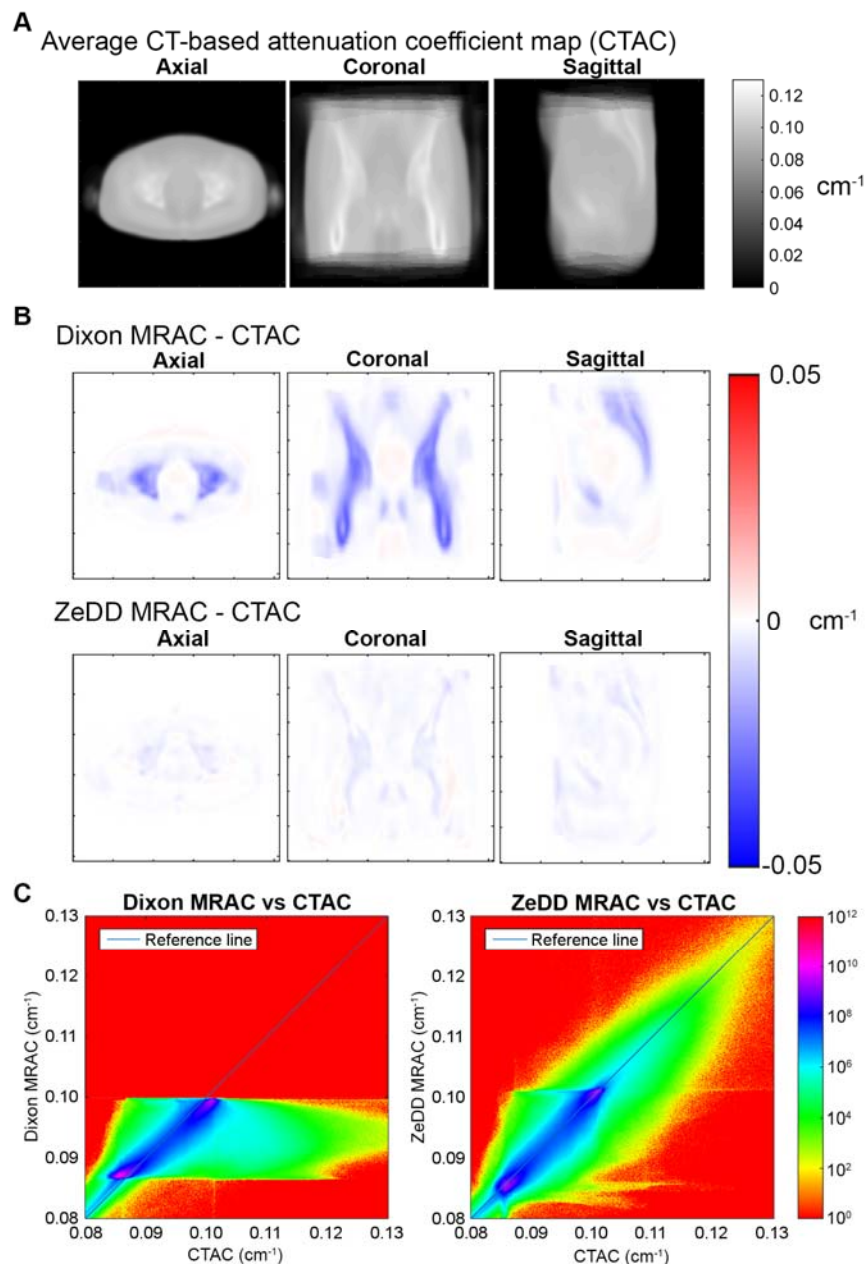 A
Average CT-based attenuation coefficient map (CTAC)
Axial Coronal Sagittal
0.12
0.10
0.08
0.06
0.04
0.02
0
cm-1
B
Dixon MRAC - CTAC
Axial Coronal Sagittal
ZeDD MRAC - CTAC
Axial Coronal Sagittal
0.05
0
cm-1
-0.05
C
Dixon MRAC vs CTAC
Reference line
Dixon MRAC (cm-1)
0.13
0.12
0.11
0.10
0.09
0.08
0.08 0.09 0.10 0.11 0.12 0.13
CTAC (cm-1)
ZeDD MRAC vs CTAC
Reference line
ZeDD MRAC (cm-1)
0.13
0.12
0.11
0.10
0.09
0.08
0.08 0.09 0.10 0.11 0.12 0.13
CTAC (cm-1)
10^12
10^10
10^8
10^6
10^4
10^2
10^0